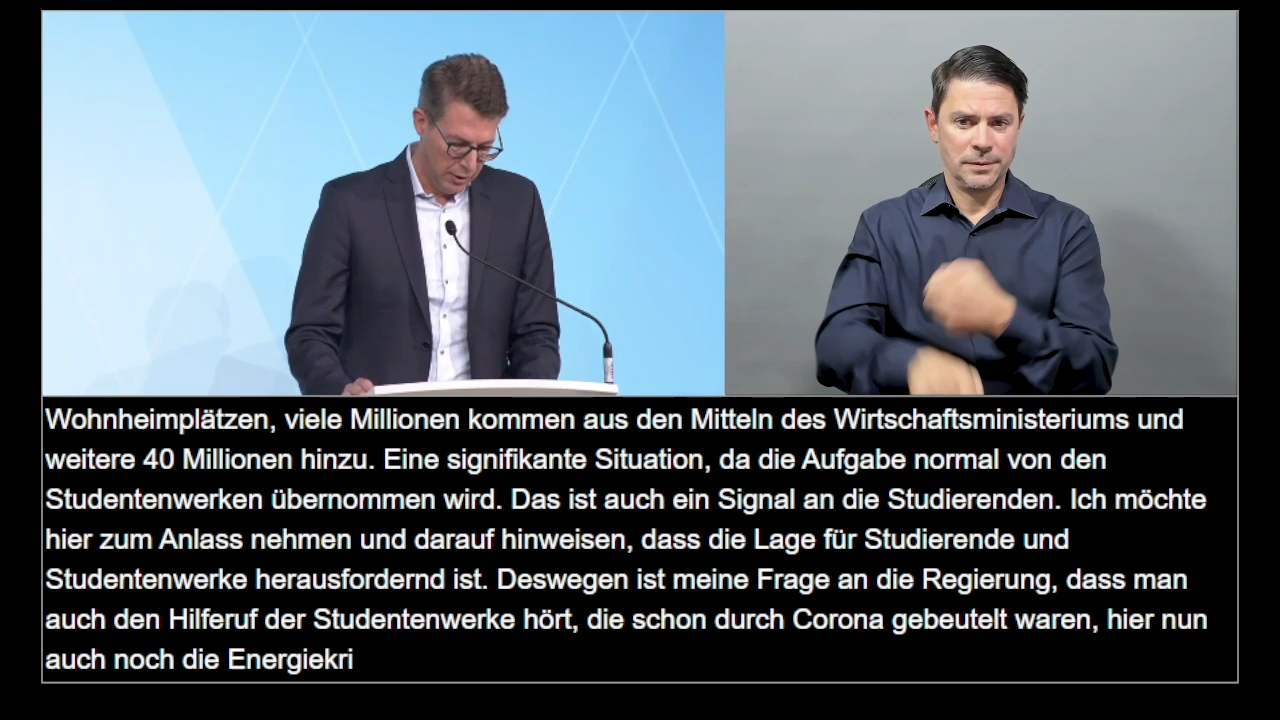 Wohnheimplätzen, viele Millionen kommen aus den Mitteln des Wirtschaftsministeriums und
weitere 40 Millionen hinzu. Eine signifikante Situation, da die Aufgabe normal von den
Studentenwerken übernommen wird. Das ist auch ein Signal an die Studierenden. Ich möchte
hier zum Anlass nehmen und darauf hinweisen, dass die Lage für Studierende und
Studentenwerke herausfordernd ist. Deswegen ist meine Frage an die Regierung, dass man
auch den Hilferuf der Studentenwerke hört, die schon durch Corona gebeutelt waren, hier nun
auch noch die Energiekri